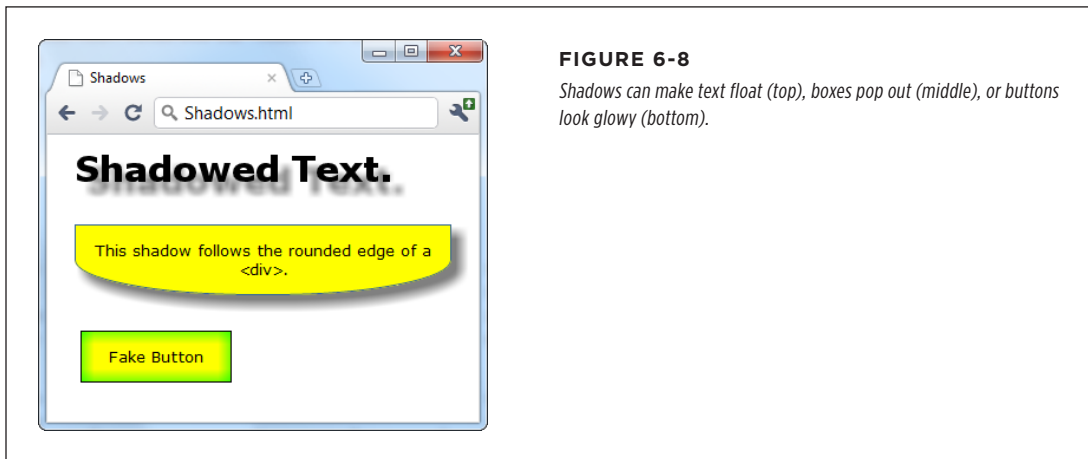 Shadows
Shadows.html
Shadowed Text.
This shadow follows the rounded edge of a
<div>.
Fake Button
FIGURE 6-8
Shadows can make text float (top), boxes pop out (middle), or buttons
look glowy (bottom).